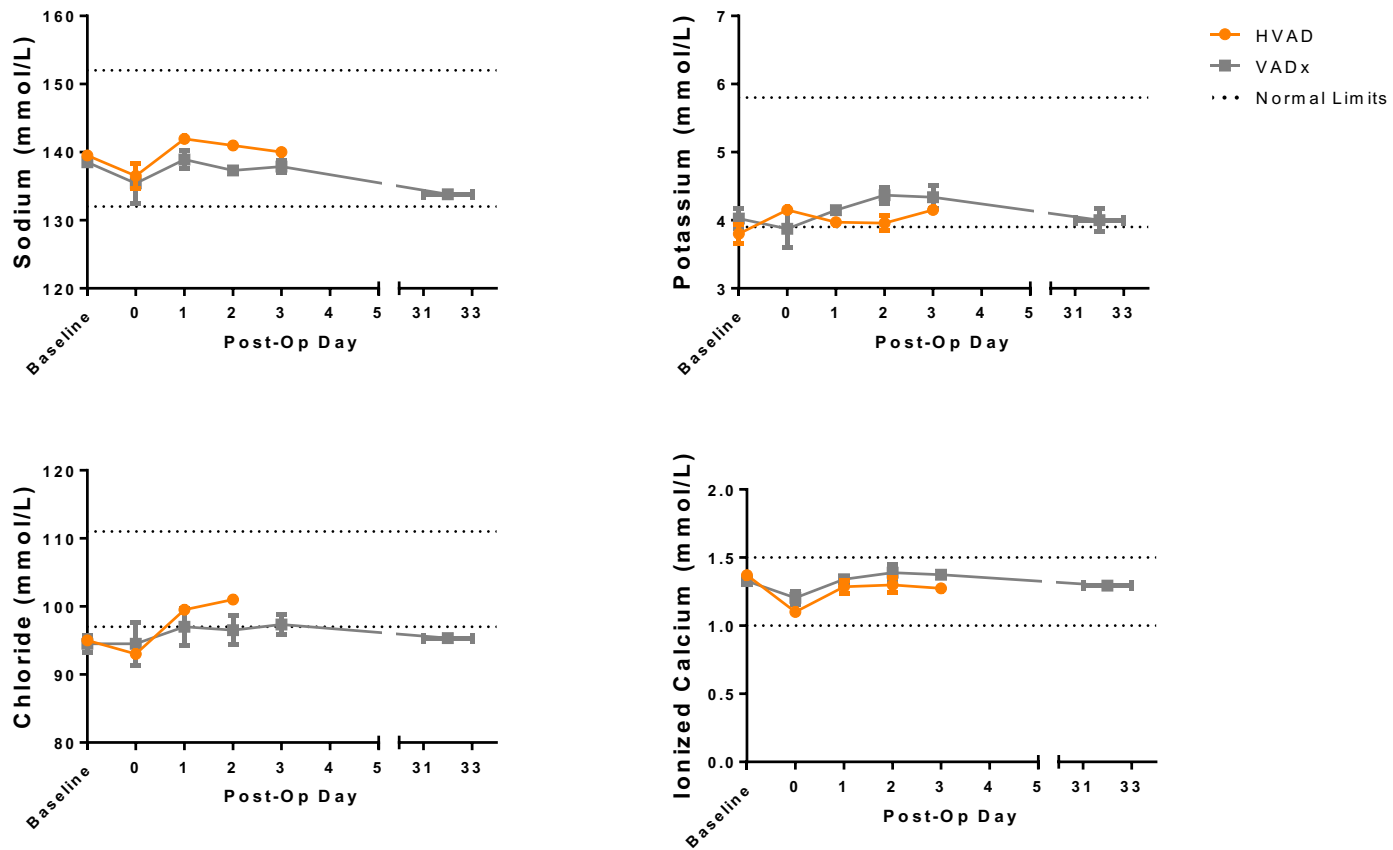 Sodium (mmol/L)
160
150
140
130
120
Baseline
0 1 2 3 4 5 31 33
Post-Op Day
Potassium (mmol/L)
7
6
5
4
3
Baseline
0 1 2 3 4 5 31 33
Post-Op Day
HVAD
VADx
Normal Limits
Chloride (mmol/L)
120
110
100
90
80
Baseline
0 1 2 3 4 5 31 33
Post-Op Day
Ionized Calcium (mmol/L)
2.0
1.5
1.0
0.5
0.0
Baseline
0 1 2 3 4 5 31 33
Post-Op Day